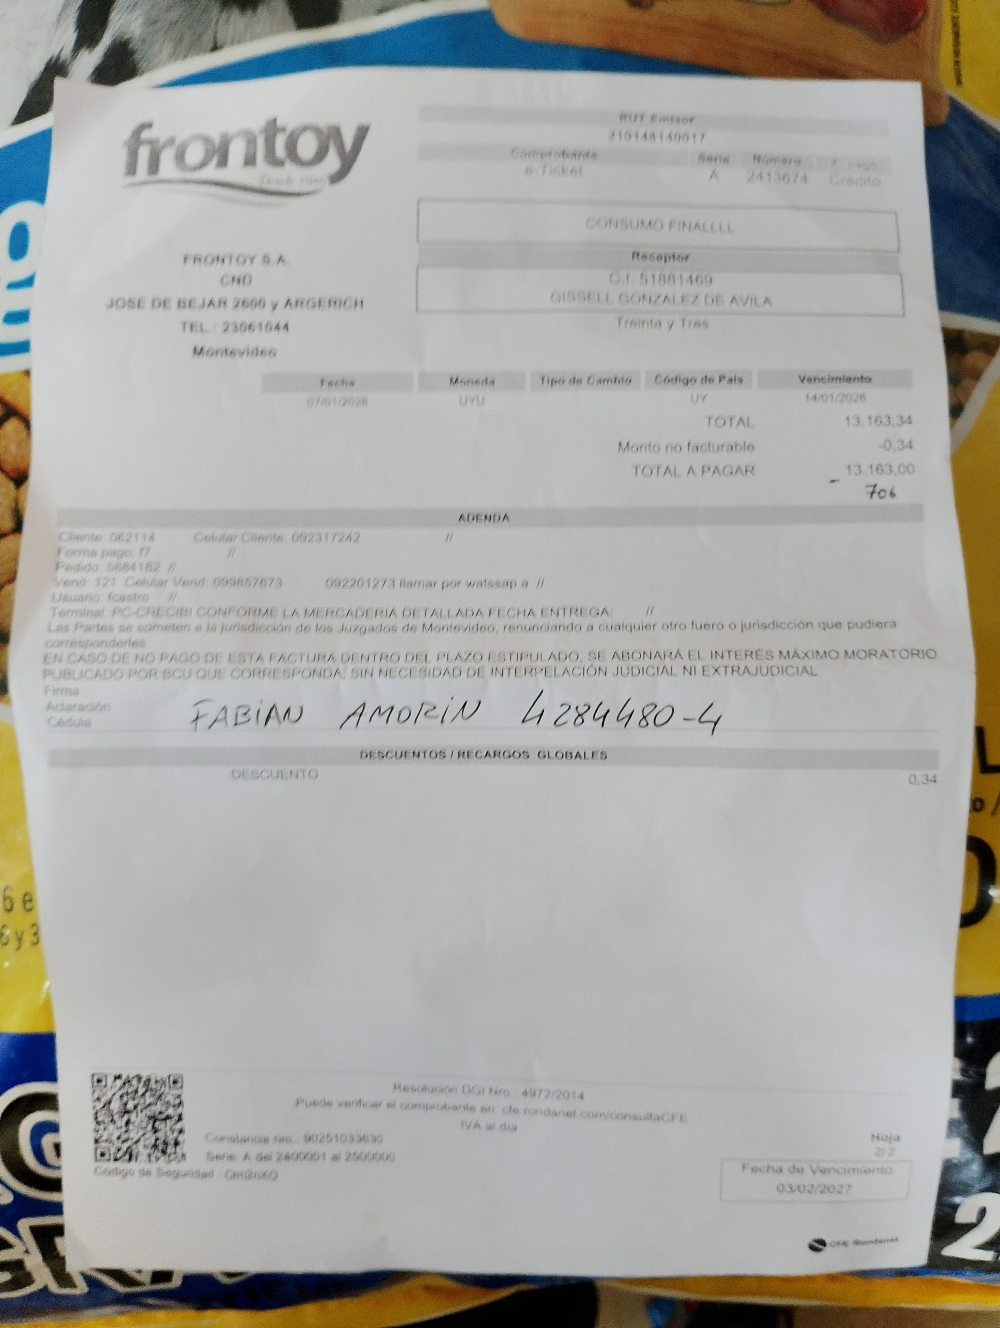 frontoy
Desde
RUT Emisor
210148140017
Comprobante Serie Número F. pago
e-Ticket A 2413674 Crédito
CONSUMO FINALLLL
FRONTOY S.A.
CND
JOSE DE BEJAR 2600 y ARGERICH
TEL.: 23061044
Montevideo
Receptor
C.I. 51881469
GISSELL GONZALEZ DE AVILA
Treinta y Tres
Fecha Moneda Tipo de Cambio Código de País Vencimiento
07/01/2026 UYU UY 14/01/2026
TOTAL 13.163,34
Monto no facturable -0,34
TOTAL A PAGAR 13.163,00
- 706
ADENDA
Cliente: 062114 Celular Cliente: 092317242 //
Forma pago: f7 //
Pedido: 5884182 //
Vend: 121 Celular Vend: 099857673 092201273 llamar por watssap a //
Usuario: fcastro //
Terminal: PC-CRECIBI CONFORME LA MERCADERIA DETALLADA FECHA ENTREGA: //
Las Partes se someten a la jurisdicción de los Juzgados de Montevideo, renunciando a cualquier otro fuero o jurisdicción que pudiera
corresponderles
EN CASO DE NO PAGO DE ESTA FACTURA DENTRO DEL PLAZO ESTIPULADO, SE ABONARÁ EL INTERÉS MÁXIMO MORATORIO
PUBLICADO POR BCU QUE CORRESPONDA, SIN NECESIDAD DE INTERPELACIÓN JUDICIAL NI EXTRAJUDICIAL
Firma
Aclaración
Cédula
FABIAN AMORIN 4284480-4
DESCUENTOS / RECARGOS GLOBALES
DESCUENTO 0,34
6 e
6 y 3
Resolución DGI Nro.: 4972/2014
Puede verificar el comprobante en: cfe.rondanet.com/consultaCFE
IVA al día
Constancia nro.: 90251033630
Serie: A del 2400001 al 2500000
Código de Seguridad:
Hoja
2/2
Fecha de Vencimiento
03/02/2027
CFE Rondanet